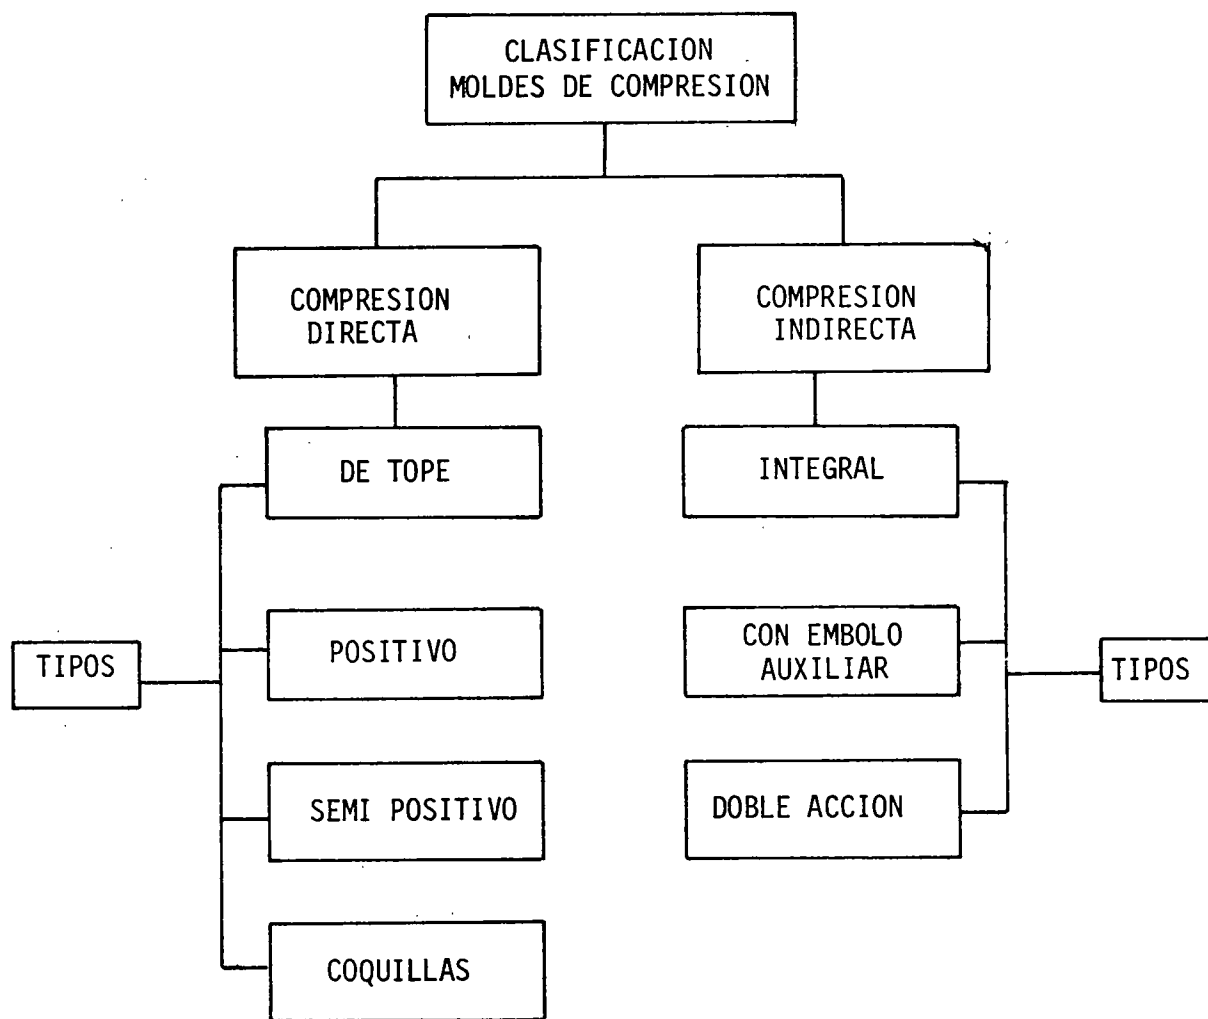 CLASIFICACION
MOLDES DE COMPRESION
COMPRESION
DIRECTA
COMPRESION
INDIRECTA
DE TOPE
INTEGRAL
POSITIVO
CON EMBOLO
AUXILIAR
TIPOS
TIPOS
SEMI POSITIVO
DOBLE ACCION
COQUILLAS